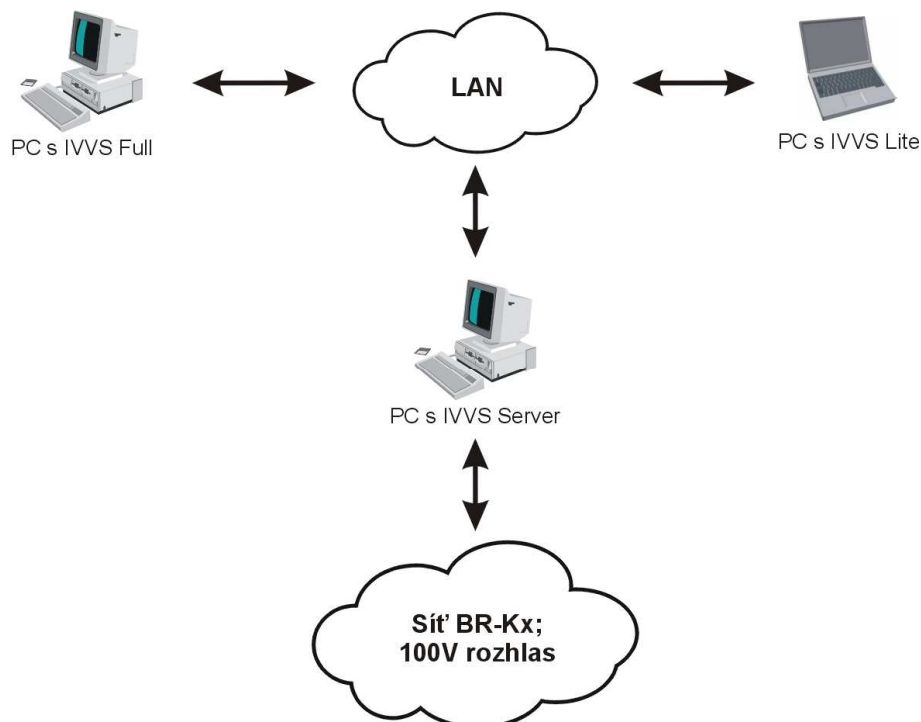 LAN
PC s IVVS Full
PC s IVVS Lite
PC s IVVS Server
Síť BR-Kx;
100V rozhlas